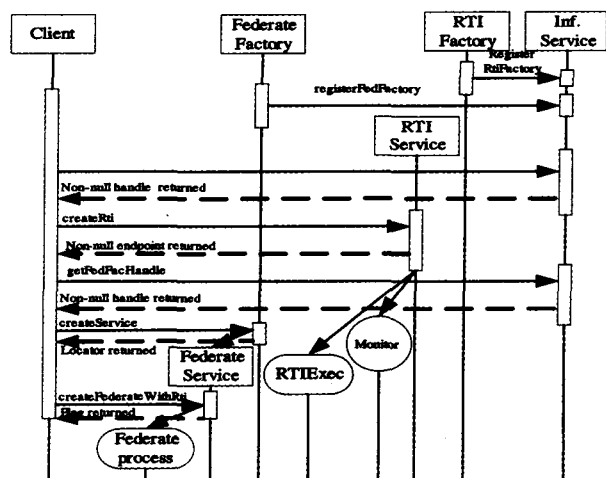 Client
Federate
Factory
RTI
Factory
Inf.
Service
Register
RtiFactory
registerFedFactory
RTI
Service
Non-null handle returned
createRti
Non-null endpoint returned
getFedFacHandle
Non-null handle returned
createService
Locator returned
Federate
Service
RTIExec
Monitor
createFederateWithRti
Flag returned
Federate
process